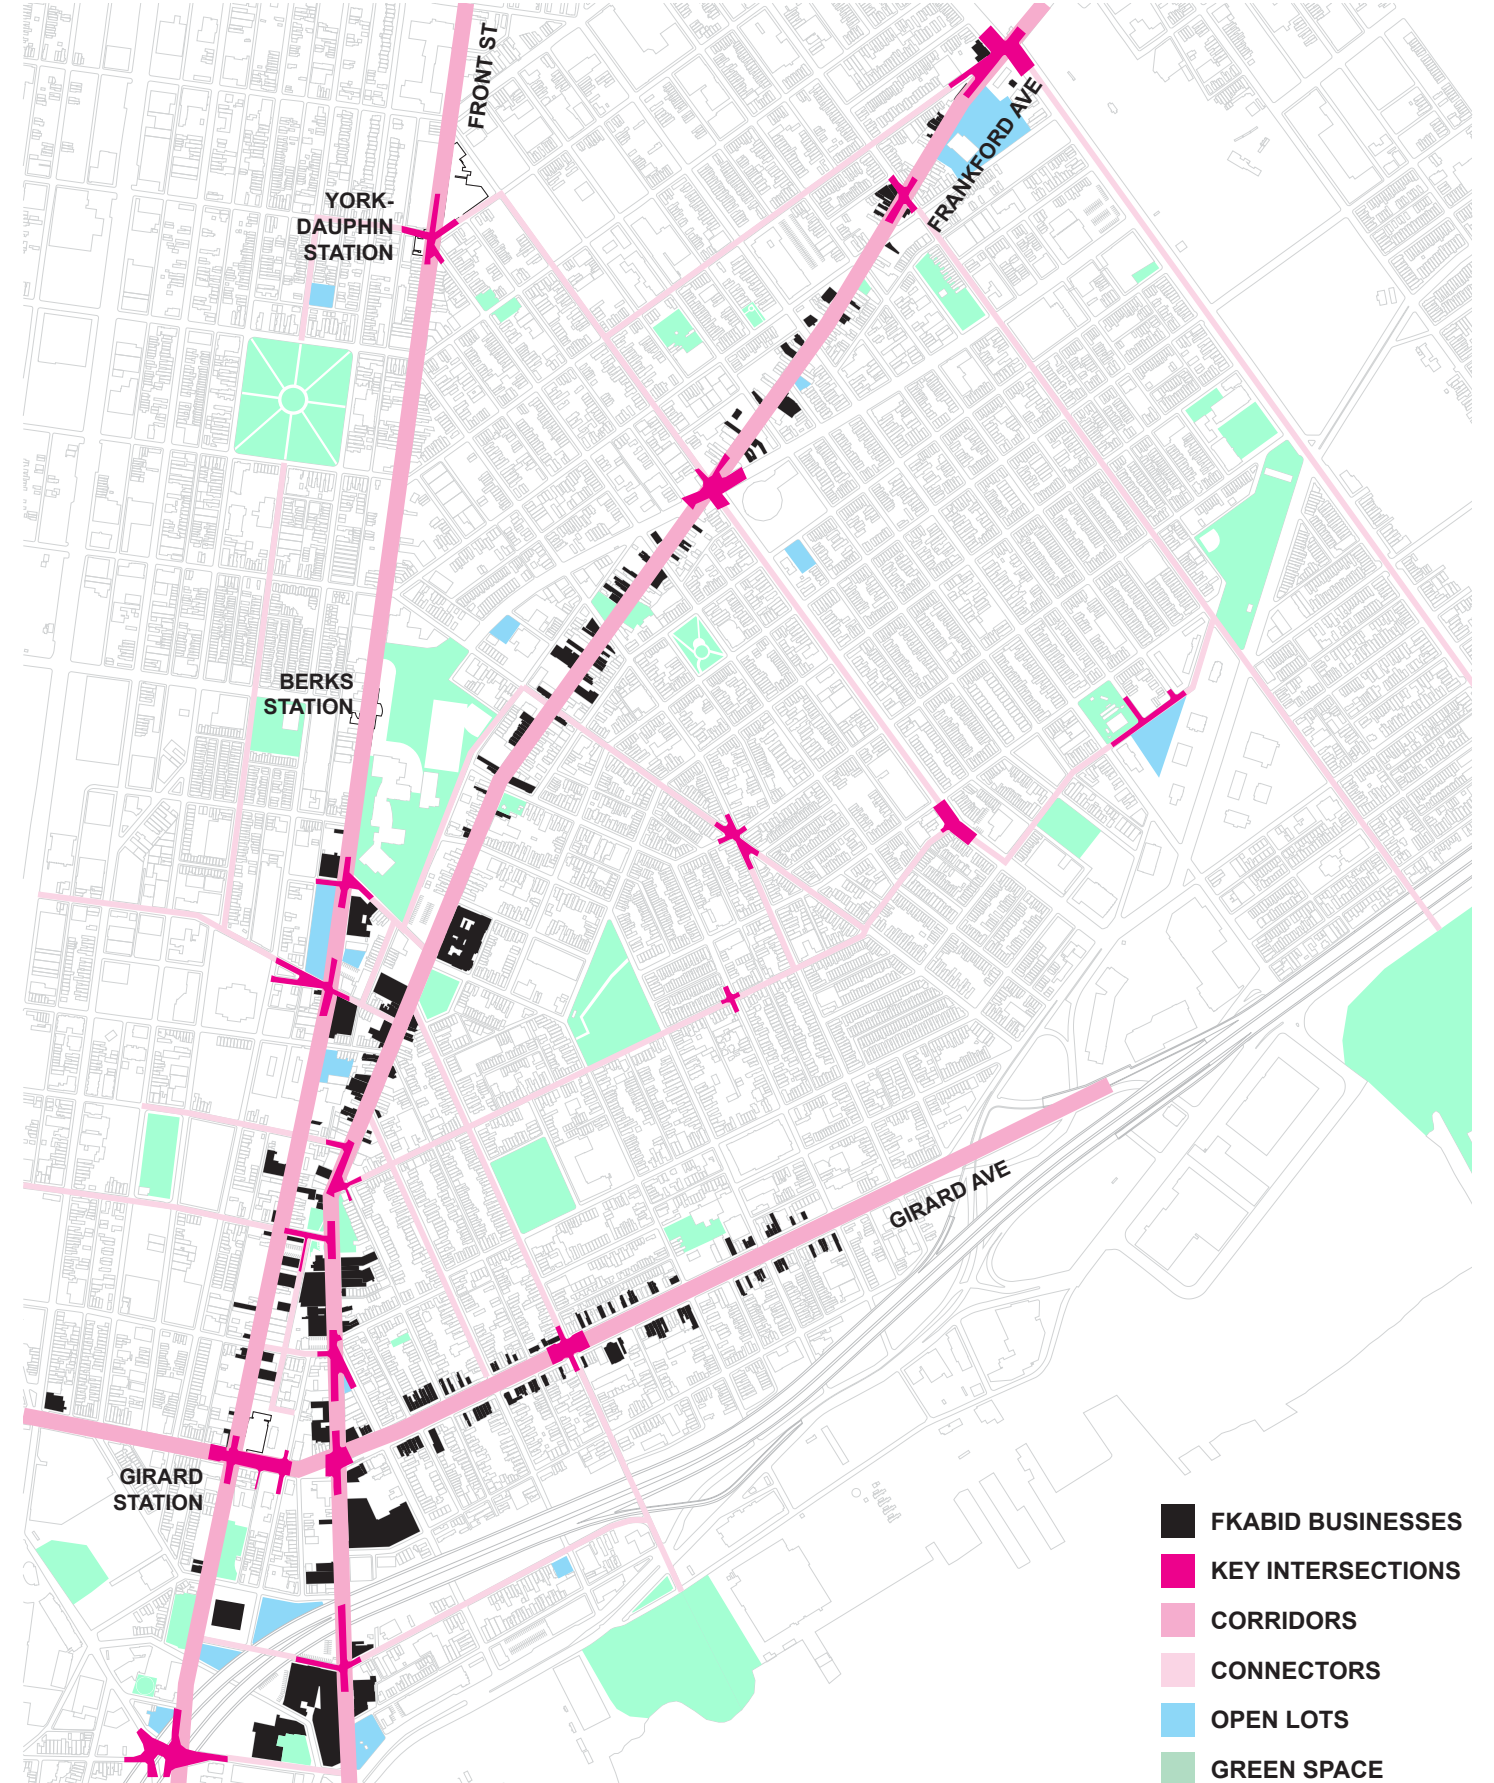 FRONT ST
FRANKFORD AVE
YORK-
DAUPHIN
STATION
BERKS
STATION
GIRARD AVE
GIRARD
STATION
FKABID BUSINESSES
KEY INTERSECTIONS
CORRIDORS
CONNECTORS
OPEN LOTS
GREEN SPACE